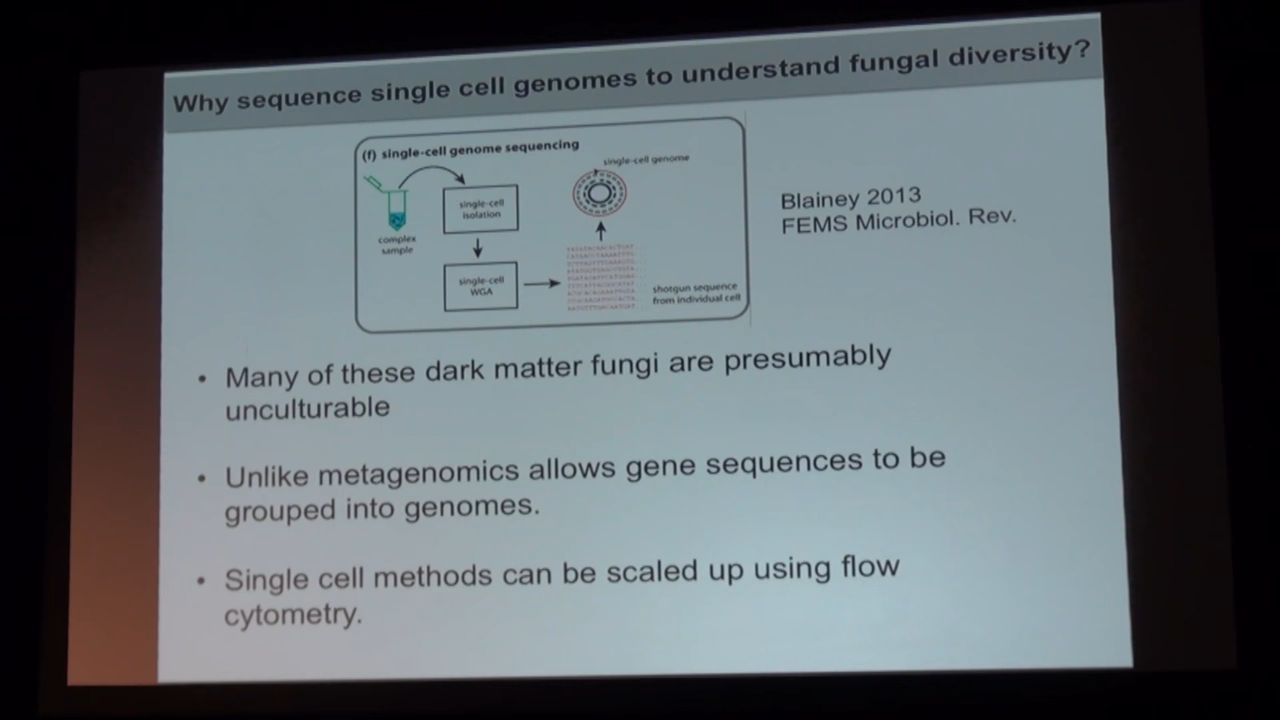 Why sequence single cell genomes to understand fungal diversity?
(f) single-cell genome sequencing
single-cell genome
single-cell
isolation
complex
sample
single-cell
WGA
shotgun sequence
from individual cell
Blainey 2013
FEMS Microbiol. Rev.
• Many of these dark matter fungi are presumably
unculturable
• Unlike metagenomics allows gene sequences to be
grouped into genomes.
• Single cell methods can be scaled up using flow
cytometry.